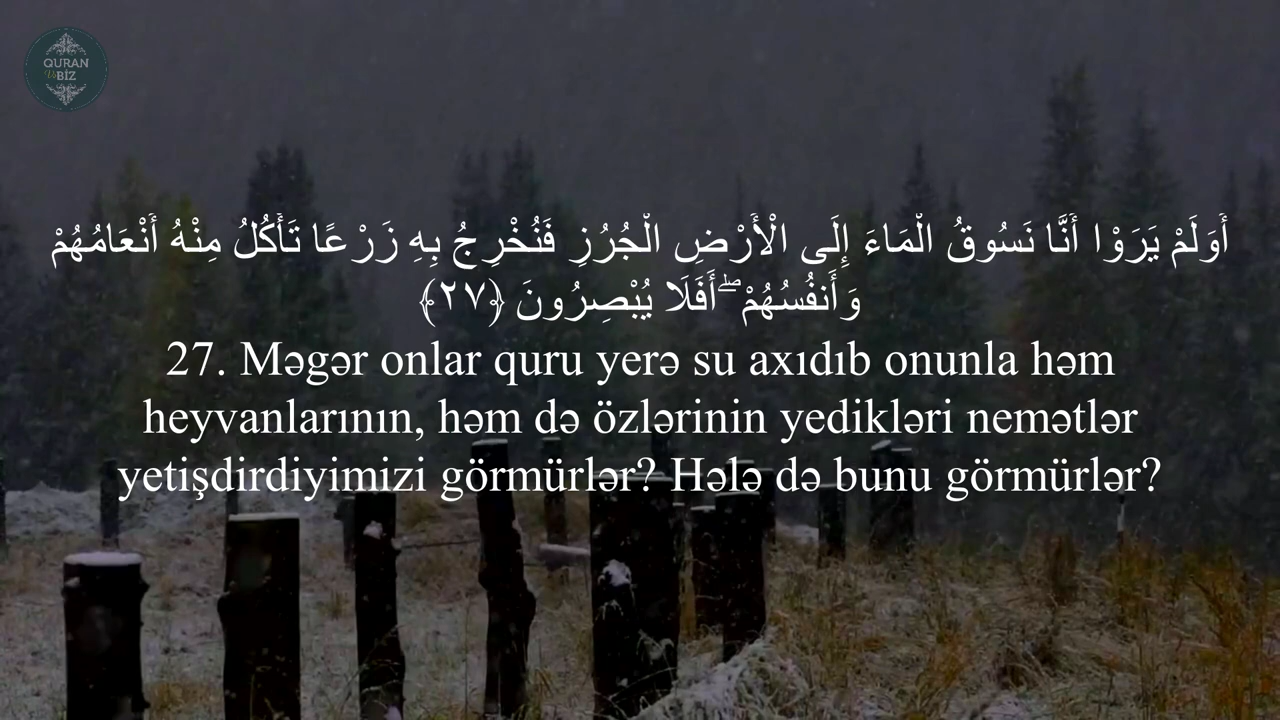 QURAN
Və BİZ
أَوَلَمْ يَرَوْا أَنَّا نَسُوقُ الْمَاءَ إِلَى الْأَرْضِ الْجُرُزِ فَنُخْرِجُ بِهِ زَرْعًا تَأْكُلُ مِنْهُ أَنْعَامُهُمْ
وَأَنفُسُهُمْ ۖ أَفَلَا يُبْصِرُونَ ﴿٢٧﴾
27. Məgər onlar quru yerə su axıdıb onunla həm
heyvanlarının, həm də özlərinin yedikləri nemətlər
yetişdirdiyimizi görmürlər? Hələ də bunu görmürlər?